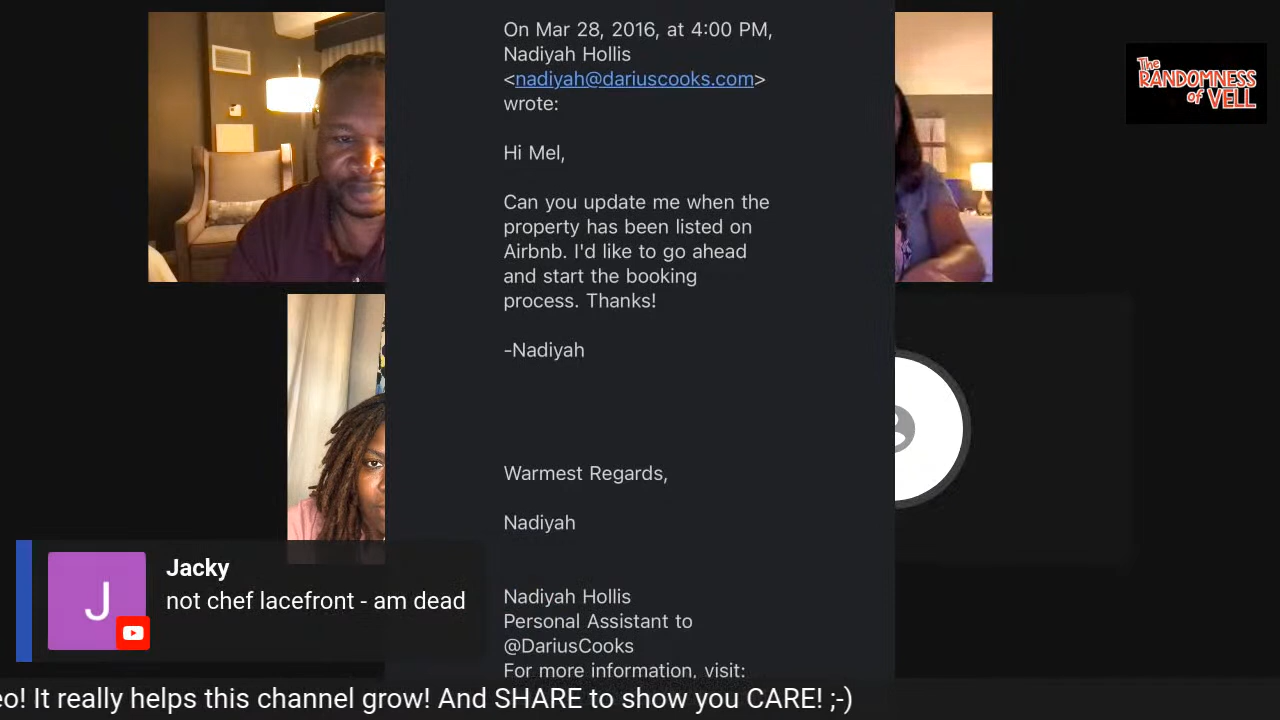 On Mar 28, 2016, at 4:00 PM,
Nadiyah Hollis
<nadiyah@dariuscooks.com>
wrote:
Hi Mel,
Can you update me when the
property has been listed on
Airbnb. I'd like to go ahead
and start the booking
process. Thanks!
-Nadiyah
Warmest Regards,
Nadiyah
Nadiyah Hollis
Personal Assistant to
@DariusCooks
For more information, visit:
The
RANDOMNESS
of VELL
J
Jacky
not chef lacefront - am dead
eo! It really helps this channel grow! And SHARE to show you CARE! ;-)